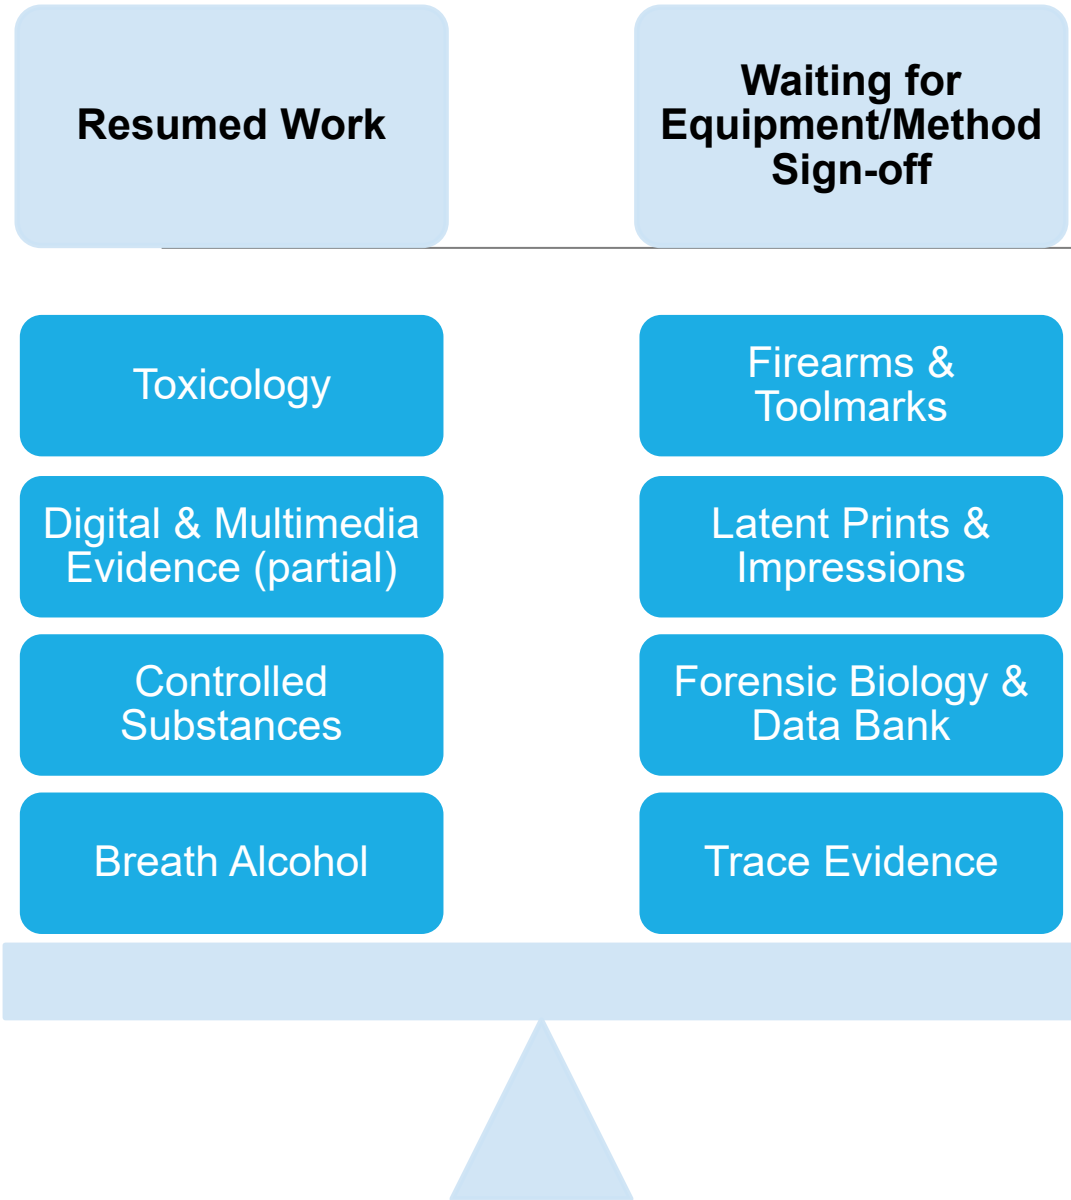 Resumed Work
Waiting for
Equipment/Method
Sign-off
Toxicology
Digital & Multimedia
Evidence (partial)
Controlled
Substances
Breath Alcohol
Firearms &
Toolmarks
Latent Prints &
Impressions
Forensic Biology &
Data Bank
Trace Evidence